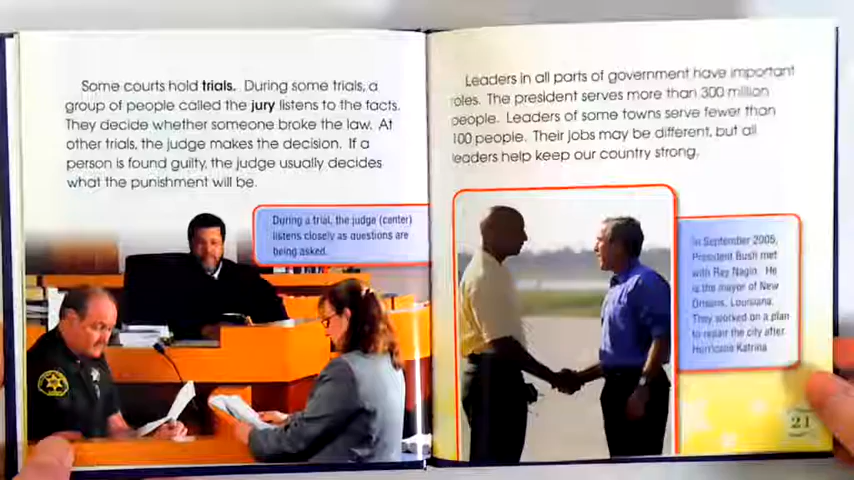 Some courts hold trials. During some trials, a
group of people called the jury listens to the facts.
They decide whether someone broke the law. At
other trials, the judge makes the decision. If a
person is found guilty, the judge usually decides
what the punishment will be.
During a trial, the judge (center)
listens closely as questions are
being asked.
Leaders in all parts of government have important
roles. The president serves more than 300 million
people. Leaders of some towns serve fewer than
100 people. Their jobs may be different, but all
leaders help keep our country strong.
In September 2005,
President Bush met
with Ray Nagin. He
is the mayor of New
Orleans, Louisiana.
They worked on a plan
to repair the city after
Hurricane Katrina.
21